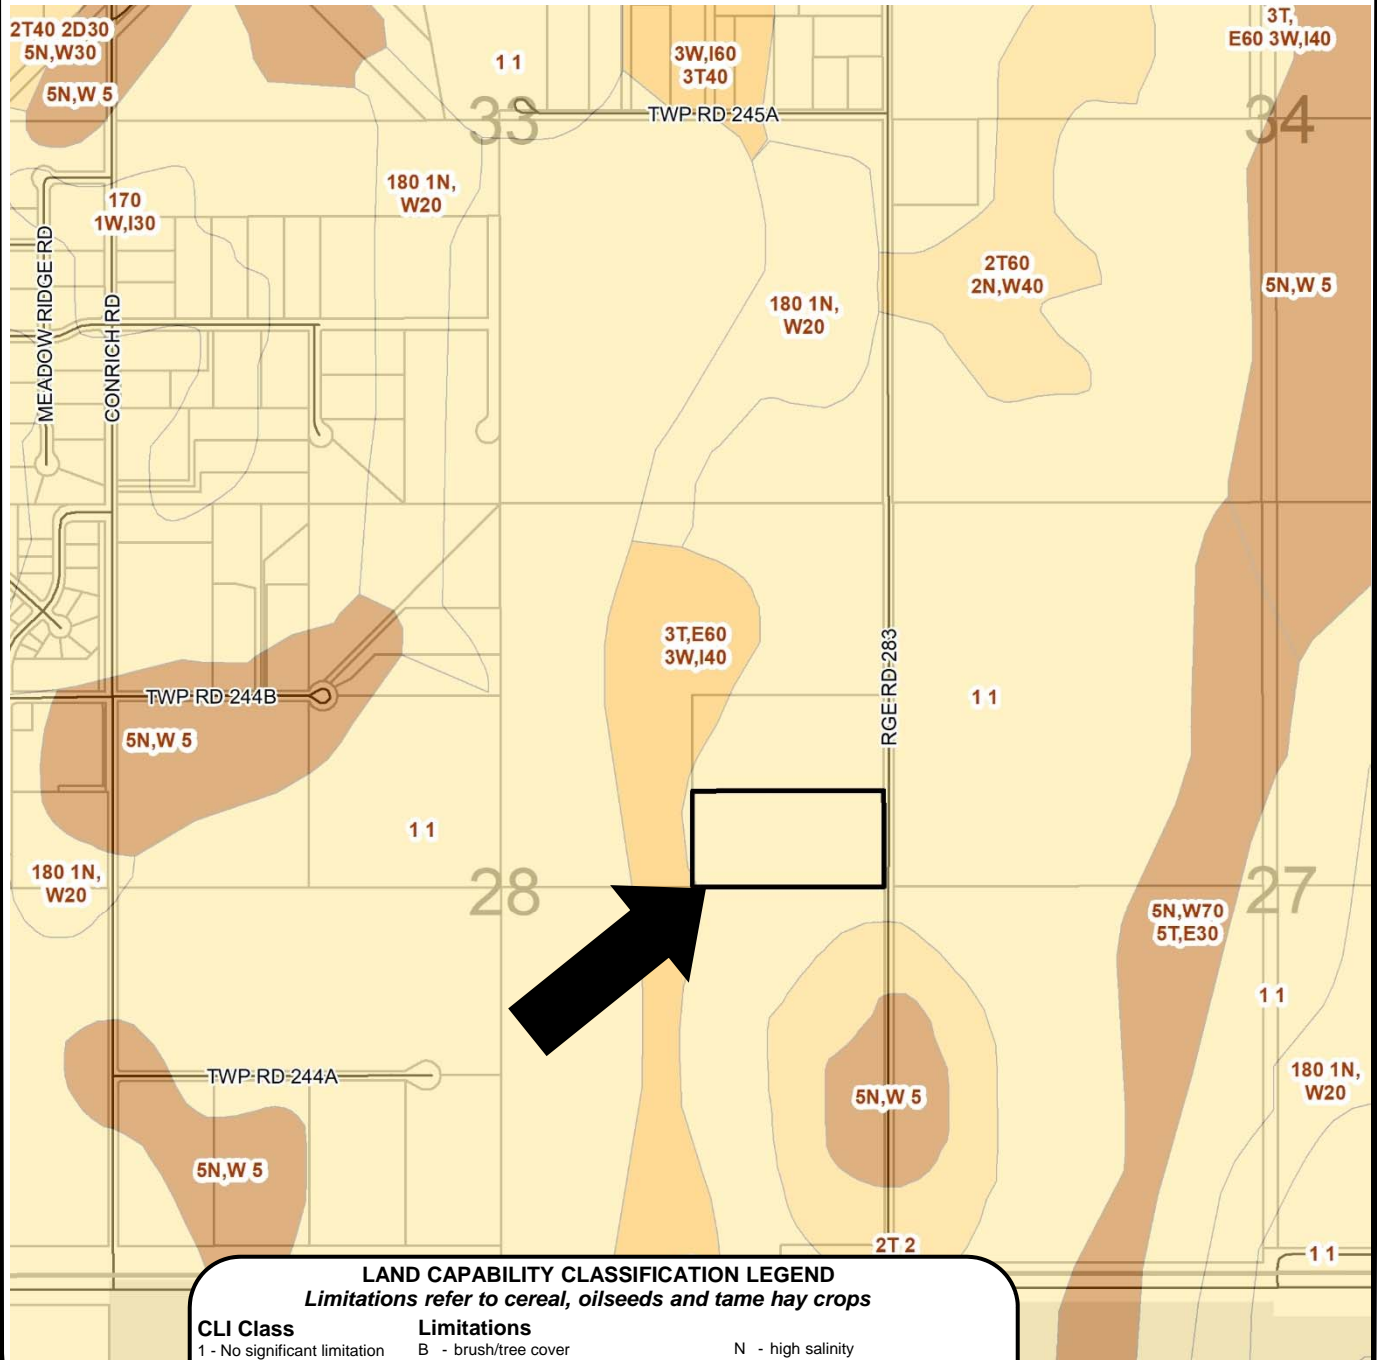 2T40 2D30
5N,W30
5N,W 5
1 1
3W,I60
3T40
3T,
E60 3W,I40
33
TWP RD 245A
34
170
1W,I30
180 1N,
W20
MEADOW RIDGE RD
CONRICH RD
180 1N,
W20
2T60
2N,W40
5N,W 5
3T,E60
3W,I40
RGE RD 283
1 1
TWP RD 244B
5N,W 5
1 1
180 1N,
W20
28
27
5N,W70
5T,E30
1 1
TWP RD 244A
5N,W 5
180 1N,
W20
5N,W 5
2T 2
1 1
LAND CAPABILITY CLASSIFICATION LEGEND
Limitations refer to cereal, oilseeds and tame hay crops
CLI Class
Limitations
1 - No significant limitation
B - brush/tree cover
N - high salinity